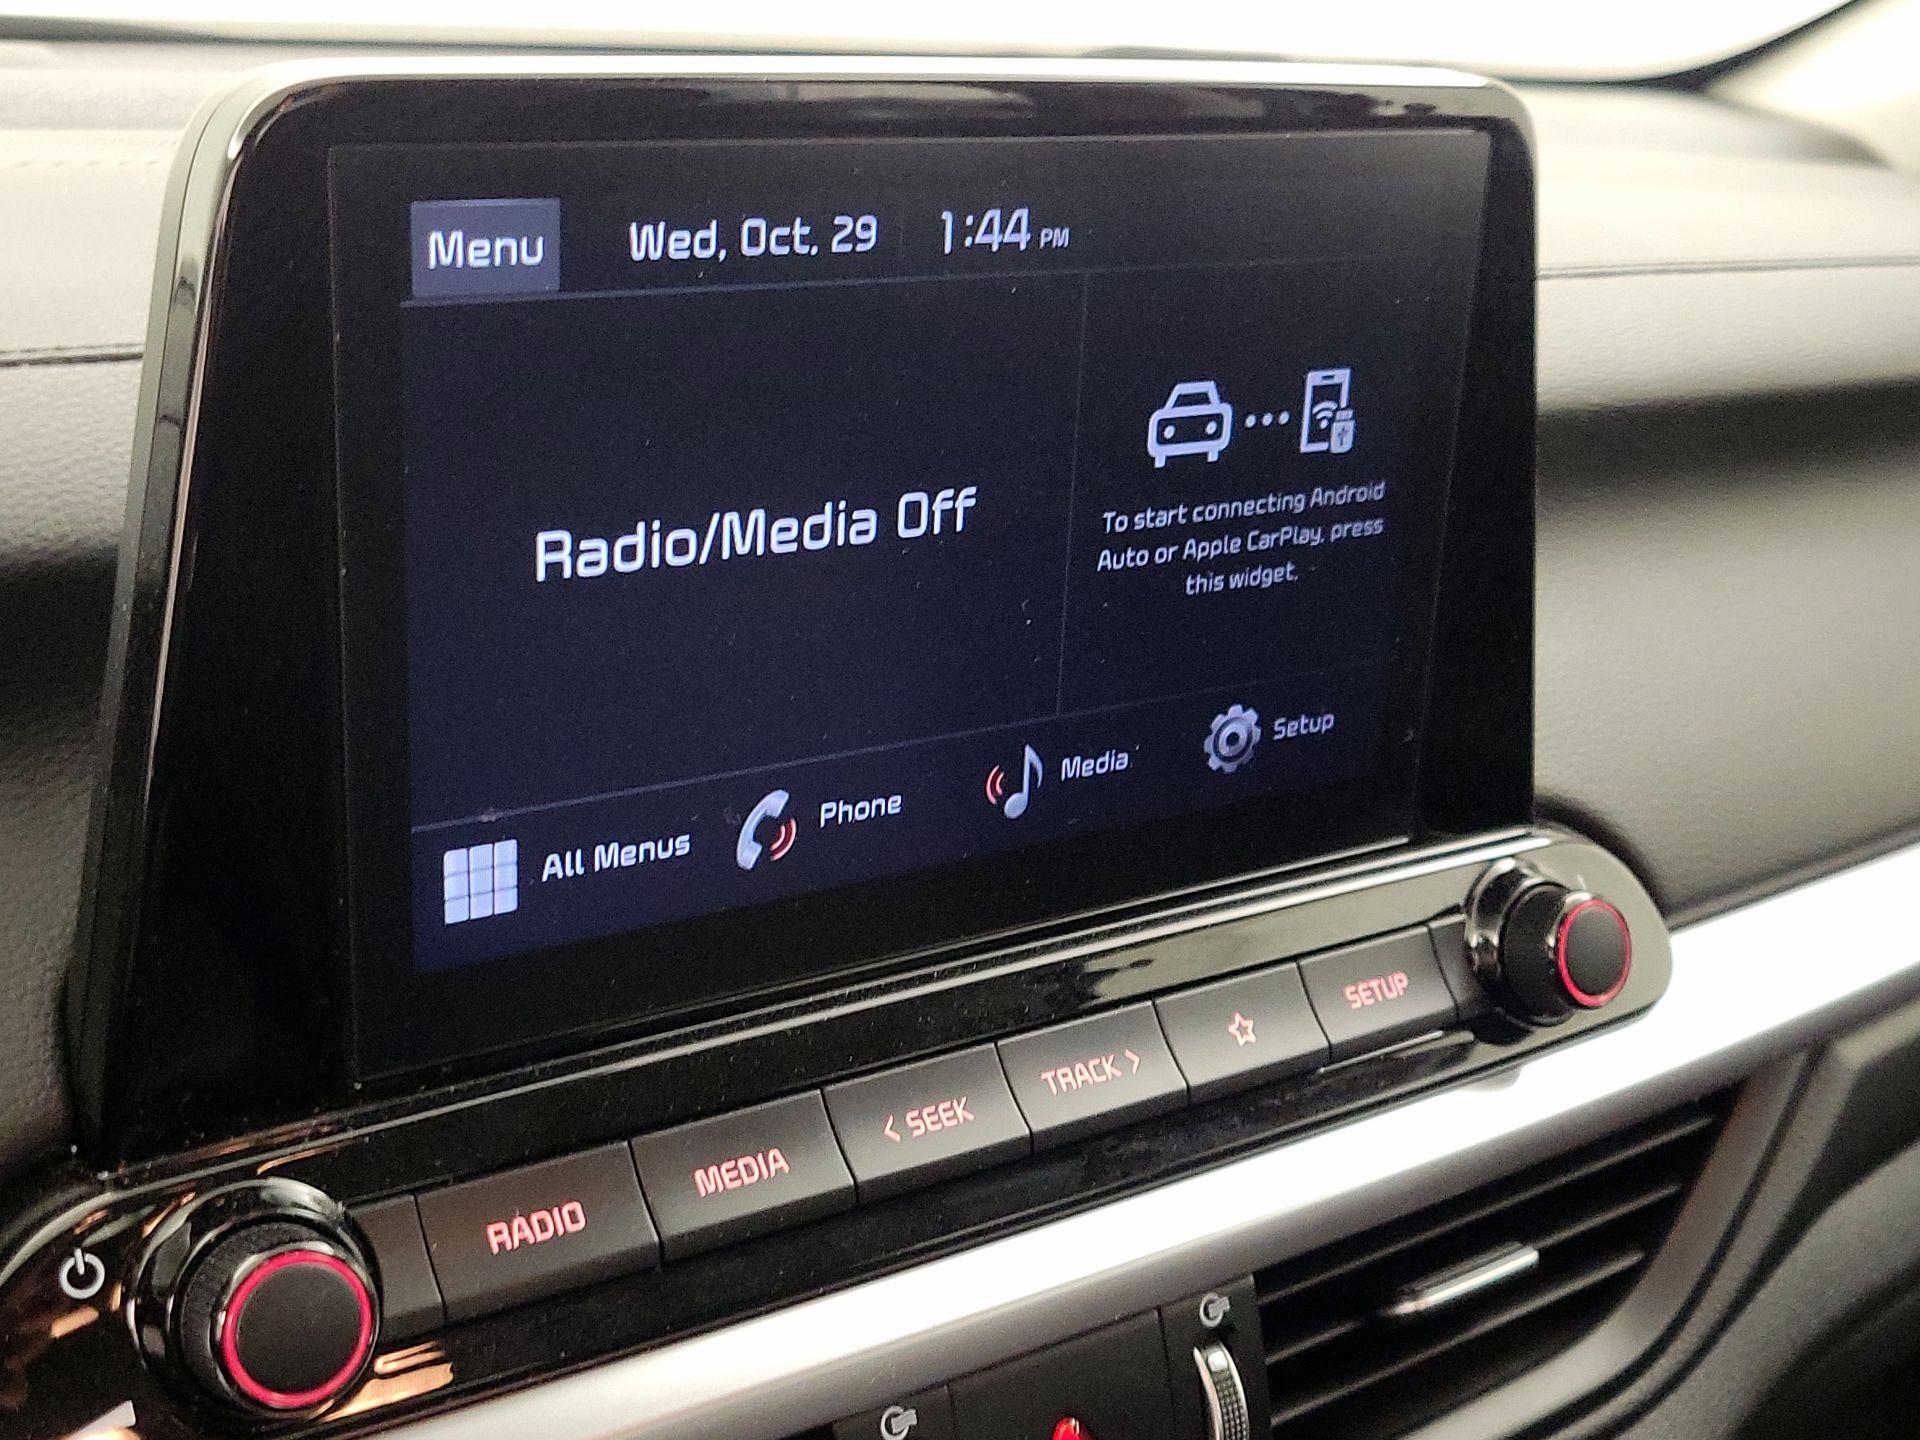 Menu Wed, Oct. 29 1:44 PM
Radio/Media Off
To start connecting Android
Auto or Apple CarPlay, press
this widget.
All Menus Phone Media Setup
RADIO MEDIA < SEEK TRACK > SETUP